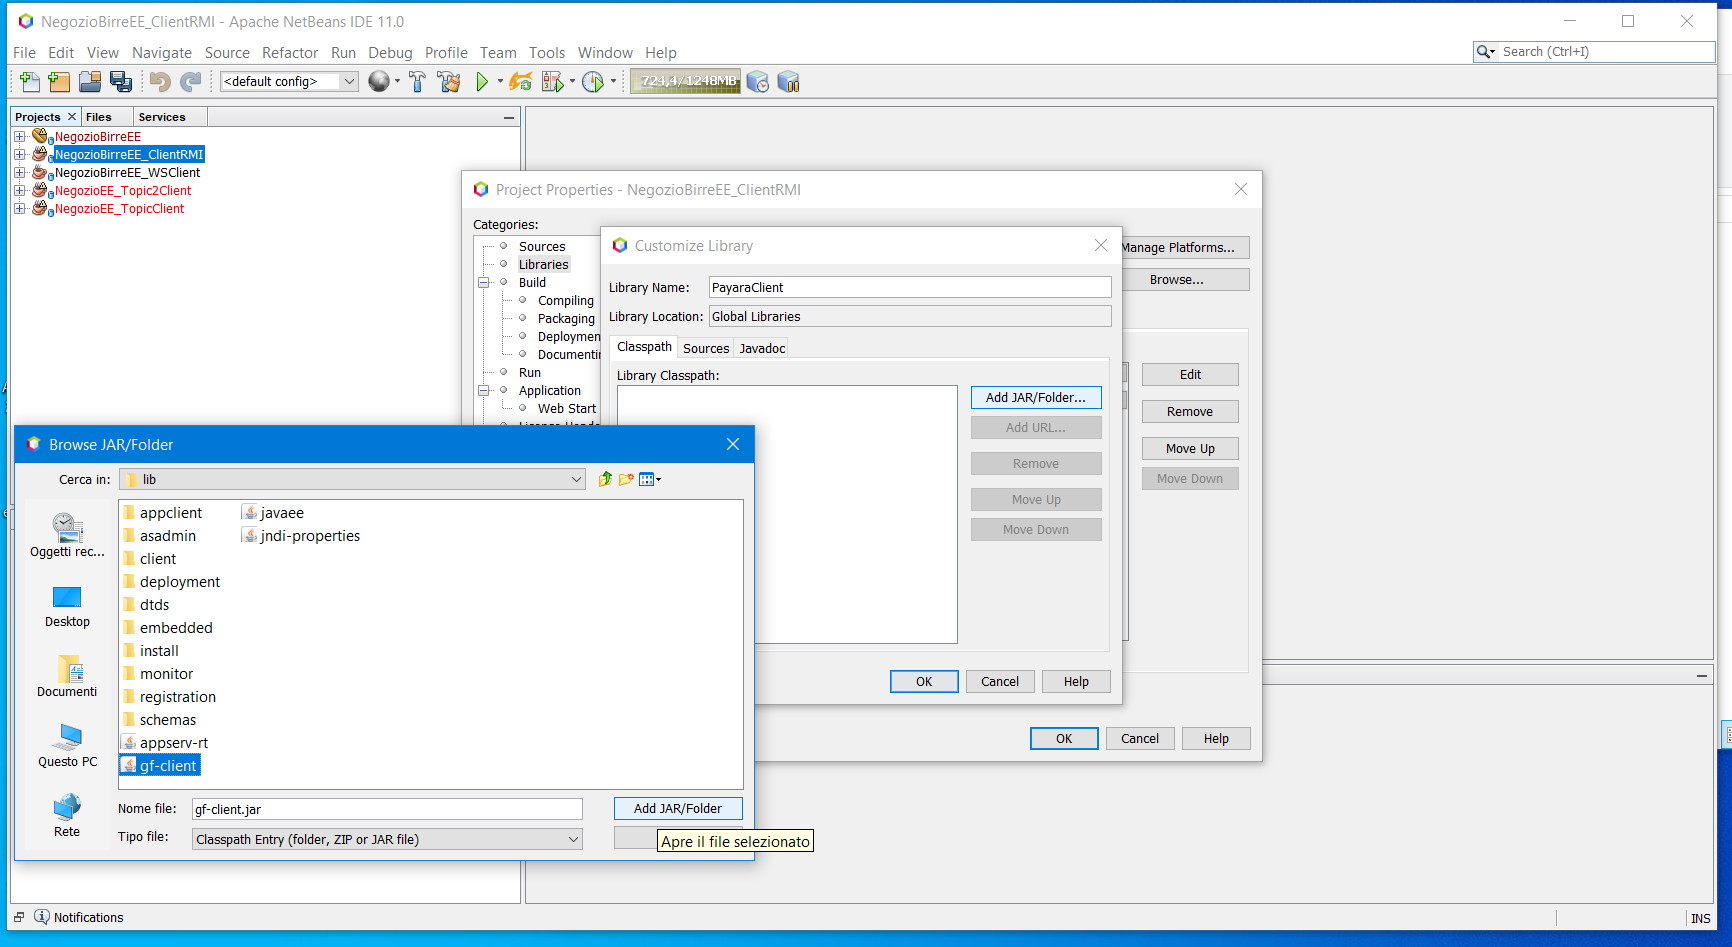 NegozioBirreEE_ClientRMI - Apache NetBeans IDE 11.0
File Edit View Navigate Source Refactor Run Debug Profile Team Tools Window Help
Search (Ctrl+I)
<default config>
724,4/1248MB
Projects Files Services
NegozioBirreEE
NegozioBirreEE_ClientRMI
NegozioBirreEE_WSClient
NegozioEE_Topic2Client
NegozioEE_TopicClient
Project Properties - NegozioBirreEE_ClientRMI
Categories:
Sources
Libraries
Build
Compiling
Packaging
Deploymen
Documenti
Run
Application
Web Start
Manage Platforms...
Browse...
Edit
Remove
Move Up
Move Down
OK Cancel Help
Customize Library
Library Name: PayaraClient
Library Location: Global Libraries
Classpath Sources Javadoc
Library Classpath:
Add JAR/Folder...
Add URL...
Remove
Move Up
Move Down
OK Cancel Help
Browse JAR/Folder
Cerca in: lib
Oggetti rec...
Desktop
Documenti
Questo PC
Rete
appclient
asadmin
client
deployment
dtds
embedded
install
monitor
registration
schemas
appserv-rt
gf-client
javaee
jndi-properties
Nome file: gf-client.jar
Add JAR/Folder
Tipo file: Classpath Entry (folder, ZIP or JAR file)
Apre il file selezionato
Notifications
INS